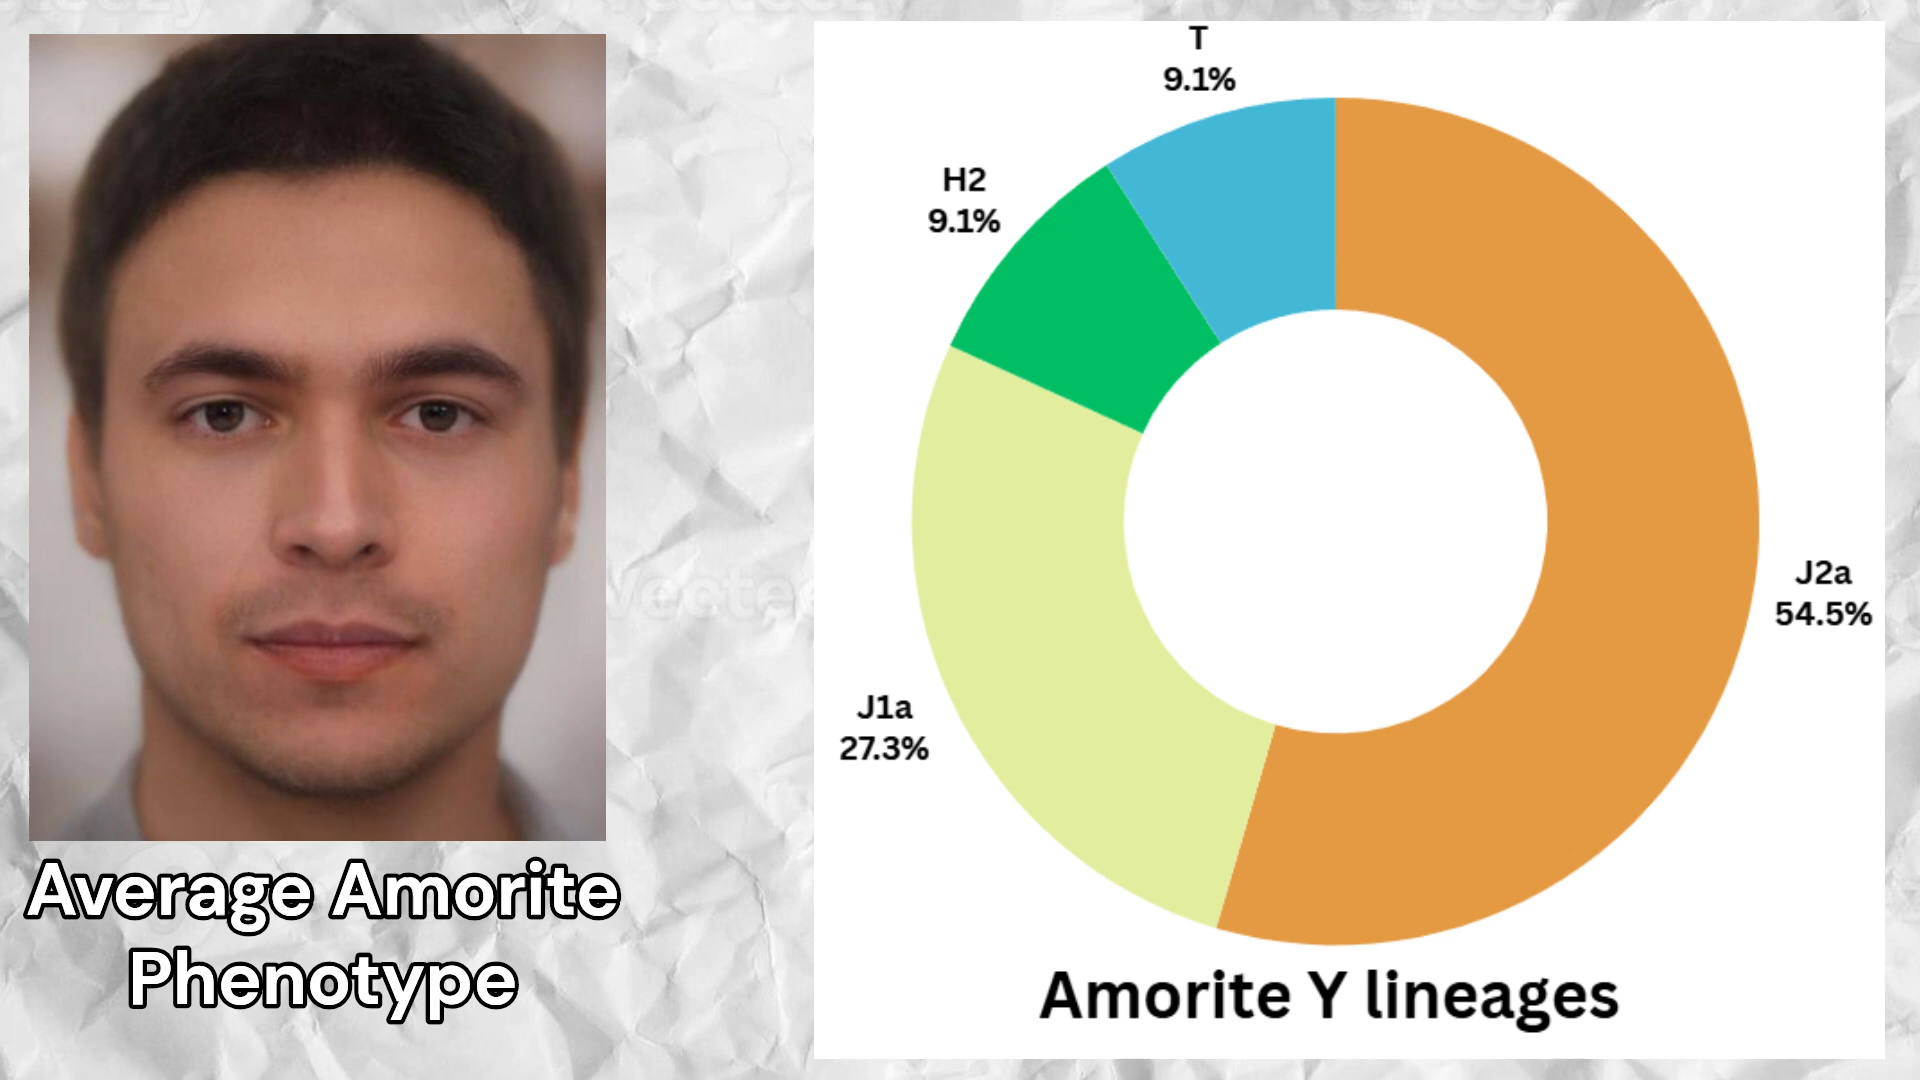 T
9.1%
H2
9.1%
J2a
54.5%
J1a
27.3%
Average Amorite
Phenotype
Amorite Y lineages